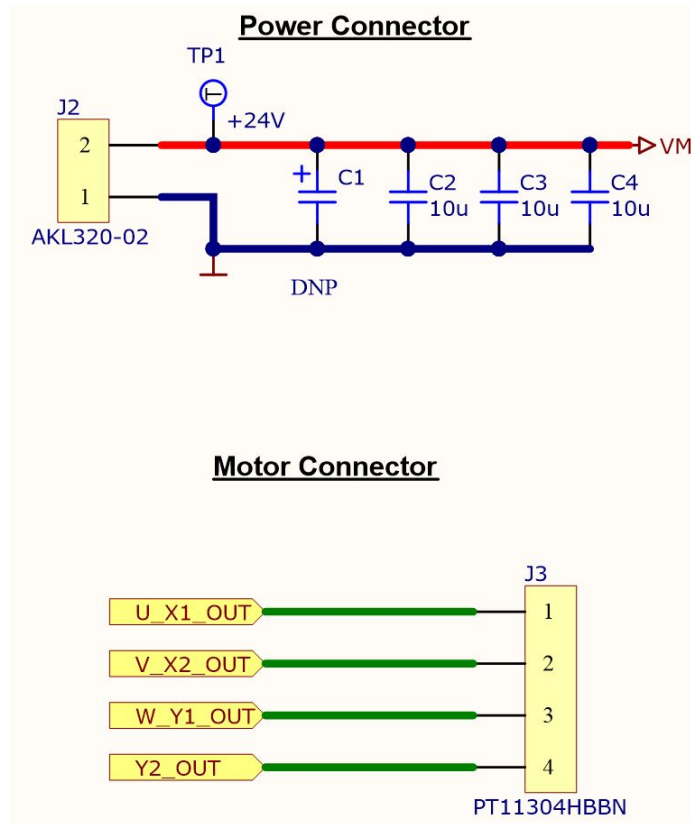 Power Connector
TP1
J2
+24V
2
VM
+
C1
C2
C3
C4
1
10u
10u
10u
AKL320-02
DNP
Motor Connector
J3
U_X1_OUT
1
V_X2_OUT
2
W_Y1_OUT
3
Y2_OUT
4
PT11304HBBN